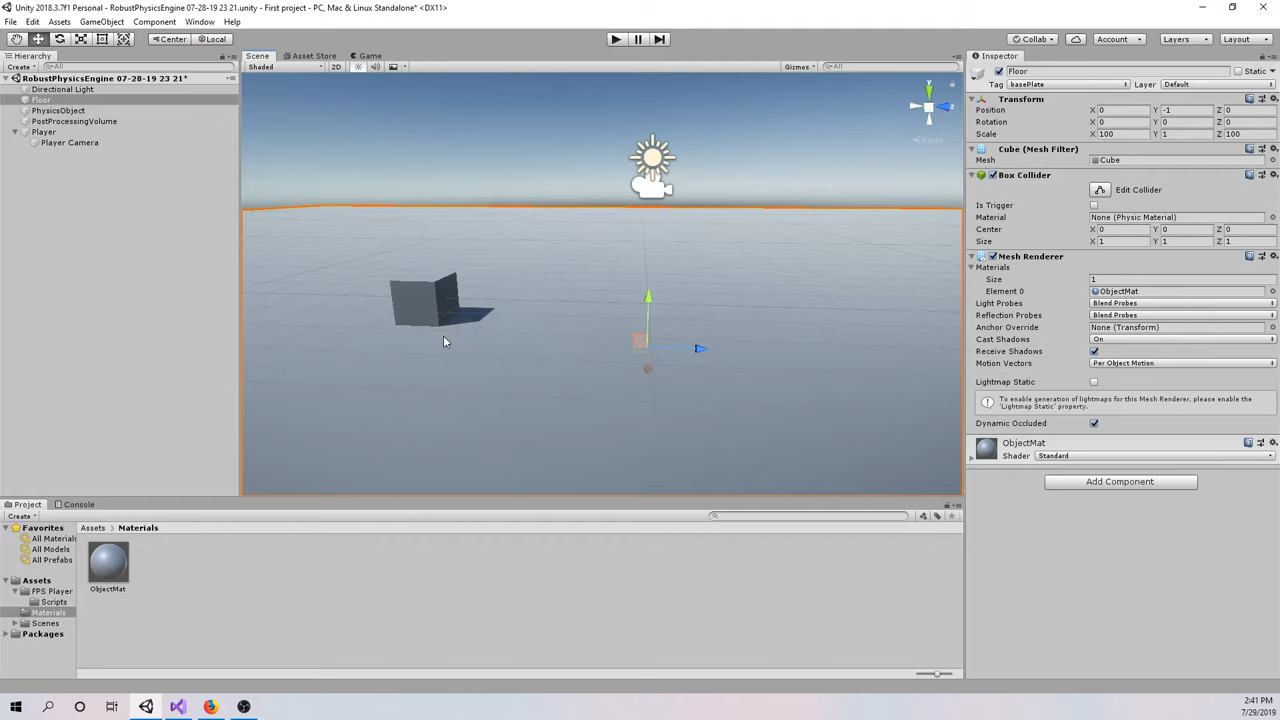 Unity 2018.3.7f1 Personal - RobustPhysicsEngine 07-28-19 23 21.unity - First project - PC, Mac & Linux Standalone* <DX11>
File Edit Assets GameObject Component Window Help
Center Local Collab Account Layers Layout
Hierarchy
Create All
RobustPhysicsEngine 07-28-19 23 21*
Directional Light
Floor
PhysicsObject
PostProcessingVolume
Player
Player Camera
Scene Asset Store Game
Shaded 2D Gizmos All
y
z
Persp
Inspector
Floor Static
Tag basePlate Layer Default
Transform
Position X 0 Y -1 Z 0
Rotation X 0 Y 0 Z 0
Scale X 100 Y 1 Z 100
Cube (Mesh Filter)
Mesh Cube
Box Collider
Edit Collider
Is Trigger
Material None (Physic Material)
Center X 0 Y 0 Z 0
Size X 1 Y 1 Z 1
Mesh Renderer
Materials
Size 1
Element 0 ObjectMat
Light Probes Blend Probes
Reflection Probes Blend Probes
Anchor Override None (Transform)
Cast Shadows On
Receive Shadows
Motion Vectors Per Object Motion
Lightmap Static
To enable generation of lightmaps for this Mesh Renderer, please enable the
'Lightmap Static' property.
Dynamic Occluded
ObjectMat
Shader Standard
Add Component
Project Console
Create
Favorites
All Materials
All Models
All Prefabs
Assets
FPS Player
Scripts
Materials
Scenes
Packages
Assets > Materials
ObjectMat
2:41 PM
7/29/2019